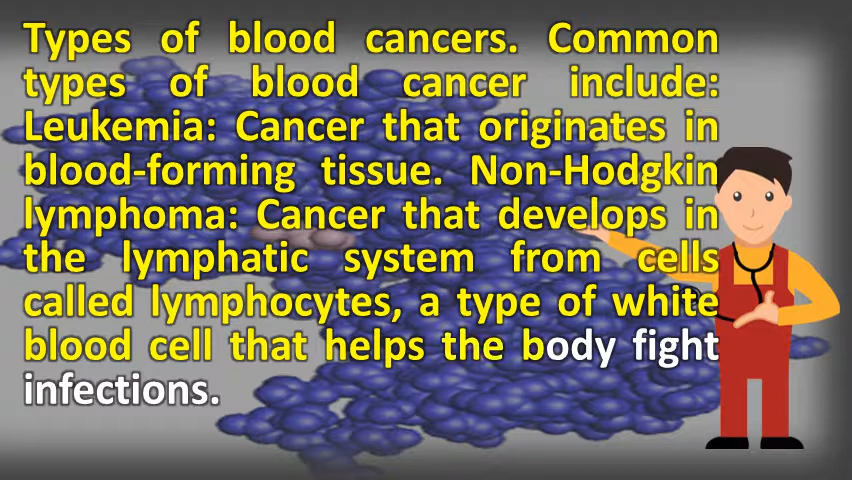 Types of blood cancers. Common
types of blood cancer include:
Leukemia: Cancer that originates in
blood-forming tissue. Non-Hodgkin
lymphoma: Cancer that develops in
the lymphatic system from cells
called lymphocytes, a type of white
blood cell that helps the body fight
infections.